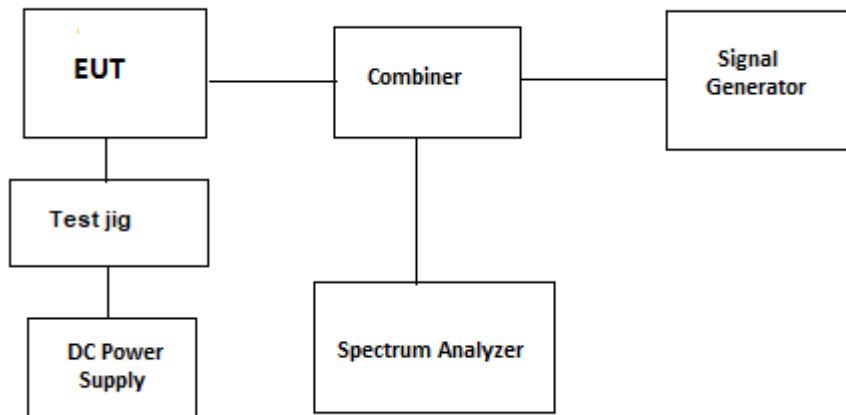 EUT
Combiner
Signal
Generator
Test jig
DC Power
Supply
Spectrum Analyzer